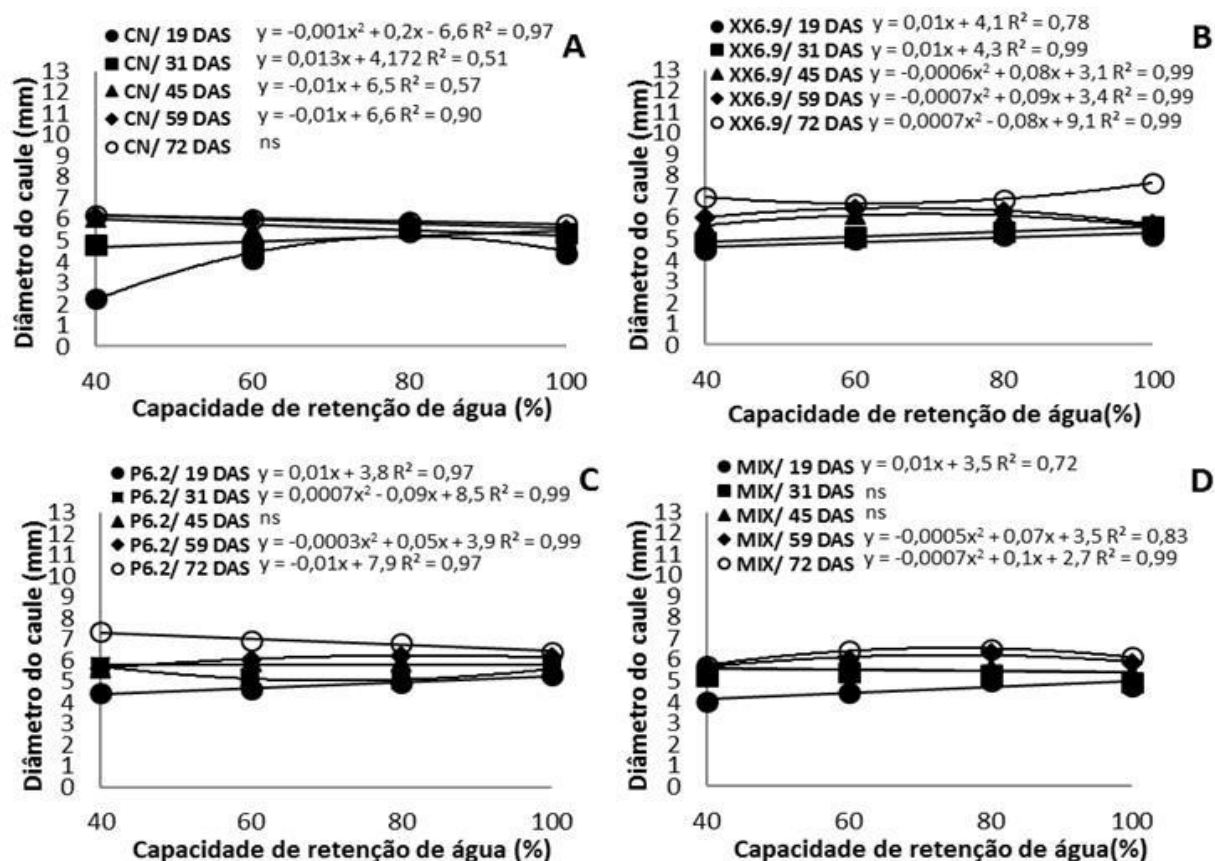 A
● CN/ 19 DAS y = -0,001x² + 0,2x - 6,6 R² = 0,97
■ CN/ 31 DAS y = 0,013x + 4,172 R² = 0,51
▲ CN/ 45 DAS y = -0,01x + 6,5 R² = 0,57
◆ CN/ 59 DAS y = -0,01x + 6,6 R² = 0,90
○ CN/ 72 DAS ns
Diâmetro do caule (mm)
13
12
11
10
9
8
7
6
5
4
3
2
1
0
40 60 80 100
Capacidade de retenção de água (%)
B
● XX6.9/ 19 DAS y = 0,01x + 4,1 R² = 0,78
■ XX6.9/ 31 DAS y = 0,01x + 4,3 R² = 0,99
▲ XX6.9/ 45 DAS y = -0,0006x² + 0,08x + 3,1 R² = 0,99
◆ XX6.9/ 59 DAS y = -0,0007x² + 0,09x + 3,4 R² = 0,99
○ XX6.9/ 72 DAS y = 0,0007x² - 0,08x + 9,1 R² = 0,99
Diâmetro do caule (mm)
13
12
11
10
9
8
7
6
5
4
3
2
1
0
40 60 80 100
Capacidade de retenção de água(%)
C
● P6.2/ 19 DAS y = 0,01x + 3,8 R² = 0,97
■ P6.2/ 31 DAS y = 0,0007x² - 0,09x + 8,5 R² = 0,99
▲ P6.2/ 45 DAS ns
◆ P6.2/ 59 DAS y = -0,0003x² + 0,05x + 3,9 R² = 0,99
○ P6.2/ 72 DAS y = -0,01x + 7,9 R² = 0,97
Diâmetro do caule (mm)
13
12
11
10
9
8
7
6
5
4
3
2
1
0
40 60 80 100
Capacidade de retenção de água (%)
D
● MIX/ 19 DAS y = 0,01x + 3,5 R² = 0,72
■ MIX/ 31 DAS ns
▲ MIX/ 45 DAS ns
◆ MIX/ 59 DAS y = -0,0005x² + 0,07x + 3,5 R² = 0,83
○ MIX/ 72 DAS y = -0,0007x² + 0,1x + 2,7 R² = 0,99
Diâmetro do caule (mm)
13
12
11
10
9
8
7
6
5
4
3
2
1
0
40 60 80 100
Capacidade de retenção de água(%)